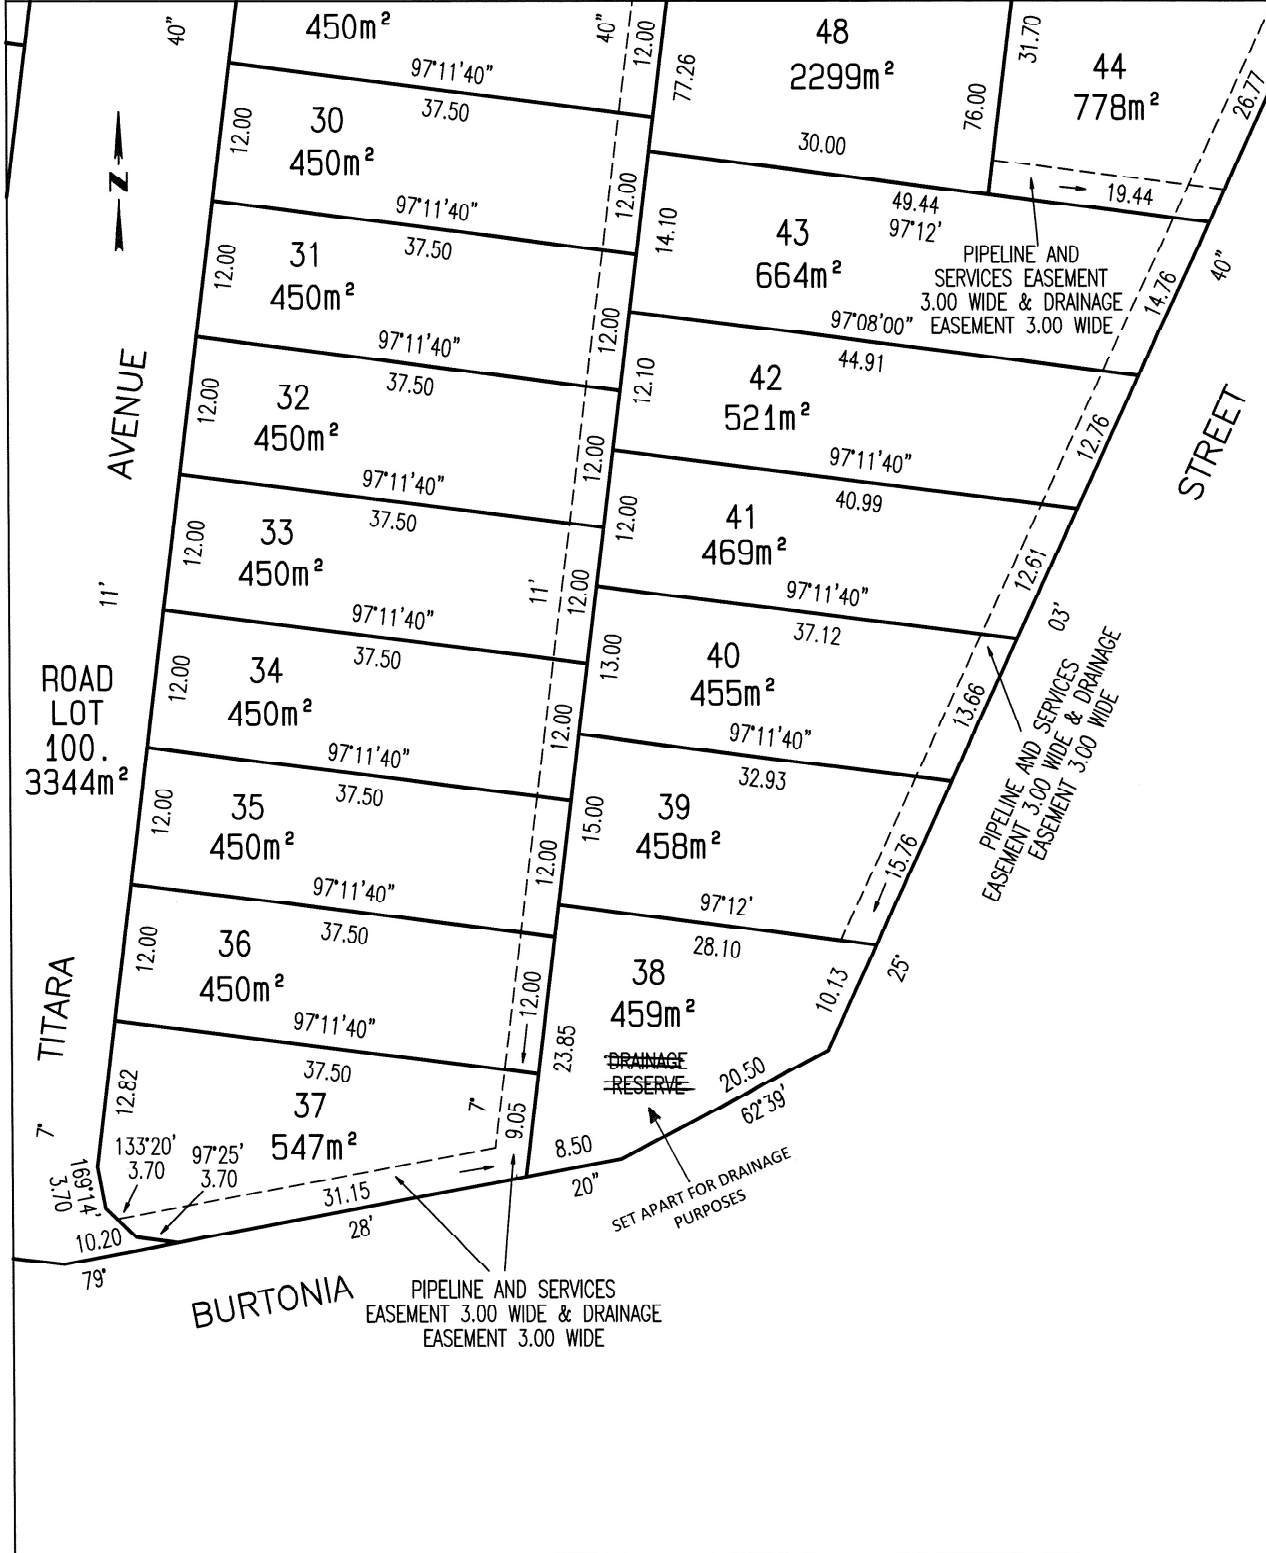 40"
450m²
40"
12.00
97°11'40"
37.50
77.26
48
2299m²
30.00
76.00
31.70
44
778m²
26.77
19.44
12.00
30
450m²
97°11'40"
37.50
12.00
14.10
49.44
97°12'
43
664m²
PIPELINE AND
SERVICES EASEMENT
3.00 WIDE & DRAINAGE
EASEMENT 3.00 WIDE
14.76
40"
N
12.00
31
450m²
97°11'40"
37.50
12.00
97°08'00"
44.91
12.10
42
521m²
12.76
AVENUE
12.00
32
450m²
97°11'40"
37.50
12.00
97°11'40"
40.99
STREET
12.00
33
450m²
97°11'40"
37.50
11'
11'
12.00
12.00
41
469m²
97°11'40"
37.12
12.61
03'
ROAD
LOT
100.
3344m²
12.00
34
450m²
97°11'40"
37.50
12.00
13.00
40
455m²
97°11'40"
32.93
13.66
PIPELINE AND SERVICES
EASEMENT 3.00 WIDE & DRAINAGE
EASEMENT 3.00 WIDE
12.00
35
450m²
97°11'40"
37.50
12.00
15.00
39
458m²
97°12'
28.10
15.76
12.00
36
450m²
97°11'40"
37.50
12.00
TITARA
38
459m²
DRAINAGE
RESERVE
10.13
25°
23.85
20.50
62°39'
12.82
37
547m²
7°
7°
9.05
8.50
20"
SET APART FOR DRAINAGE
PURPOSES
133°20'
3.70
97°25'
3.70
169°14'
3.70
10.20
79°
31.15
28'
BURTONIA
PIPELINE AND SERVICES
EASEMENT 3.00 WIDE & DRAINAGE
EASEMENT 3.00 WIDE